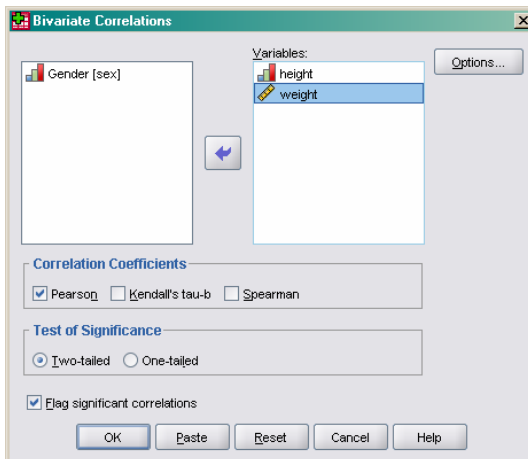 Bivariate Correlations
Variables:
Gender [sex]
height
weight
Options...
Correlation Coefficients
Pearson Kendall's tau-b Spearman
Test of Significance
Two-tailed One-tailed
Flag significant correlations
OK Paste Reset Cancel Help